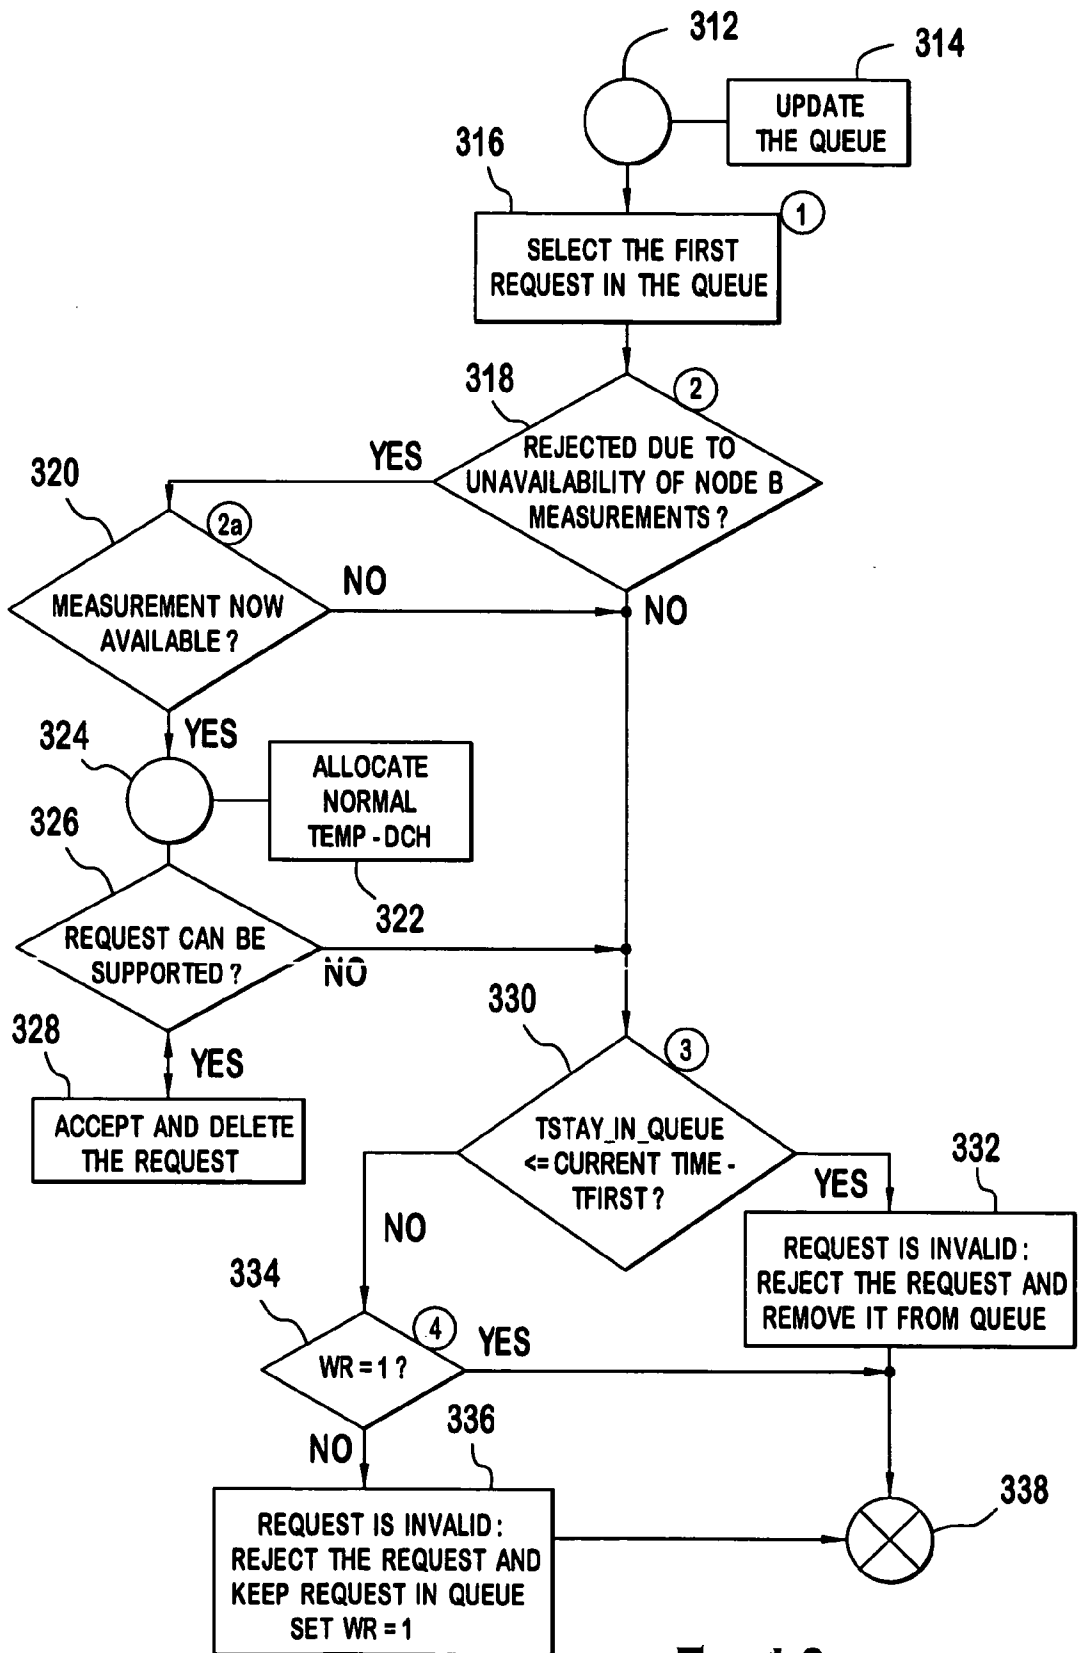 312
314
UPDATE
THE QUEUE
316
1
SELECT THE FIRST
REQUEST IN THE QUEUE
318
2
REJECTED DUE TO
UNAVAILABILITY OF NODE B
MEASUREMENTS?
YES
NO
320
2a
MEASUREMENT NOW
AVAILABLE?
NO
YES
324
ALLOCATE
NORMAL
TEMP-DCH
322
326
REQUEST CAN BE
SUPPORTED?
NO
YES
328
ACCEPT AND DELETE
THE REQUEST
330
3
TSTAY_IN_QUEUE
<= CURRENT TIME -
TFIRST?
YES
NO
332
REQUEST IS INVALID:
REJECT THE REQUEST AND
REMOVE IT FROM QUEUE
334
4
WR=1?
YES
NO
336
REQUEST IS INVALID:
REJECT THE REQUEST AND
KEEP REQUEST IN QUEUE
SET WR=1
338